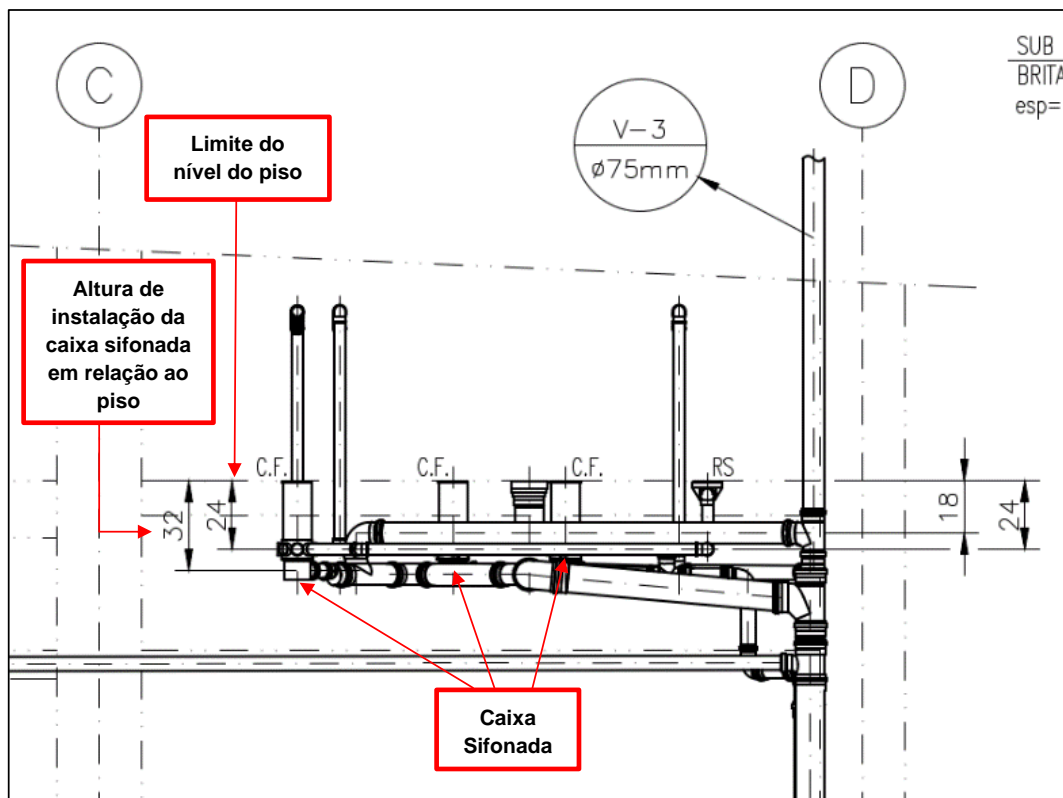 C
D
SUB
BRITA
esp=
V-3
ø75mm
Limite do
nível do piso
Altura de
instalação da
caixa sifonada
em relação ao
piso
C.F.
C.F.
C.F.
RS
32
24
18
24
Caixa
Sifonada